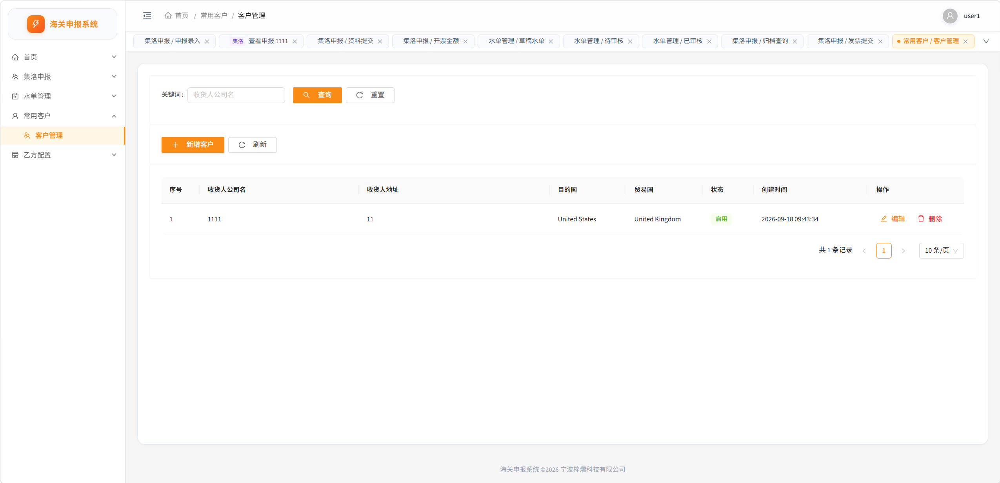 海关申报系统
首页
集洛申报
水单管理
常用客户
客户管理
乙方配置
首页 / 常用客户 / 客户管理
user1
集洛申报 / 申报录入
集洛 查看申报 1111
集洛申报 / 资料提交
集洛申报 / 开票金额
水单管理 / 草稿水单
水单管理 / 待审核
水单管理 / 已审核
集洛申报 / 归档查询
集洛申报 / 发票提交
常用客户 / 客户管理
关键词: 收货人公司名 查询 重置
新增客户 刷新
序号 收货人公司名 收货人地址 目的国 贸易国 状态 创建时间 操作
1 1111 11 United States United Kingdom 启用 2026-09-18 09:43:34 编辑 删除
共 1 条记录 1 10 条/页
海关申报系统 ©2026 宁波梓熠科技有限公司